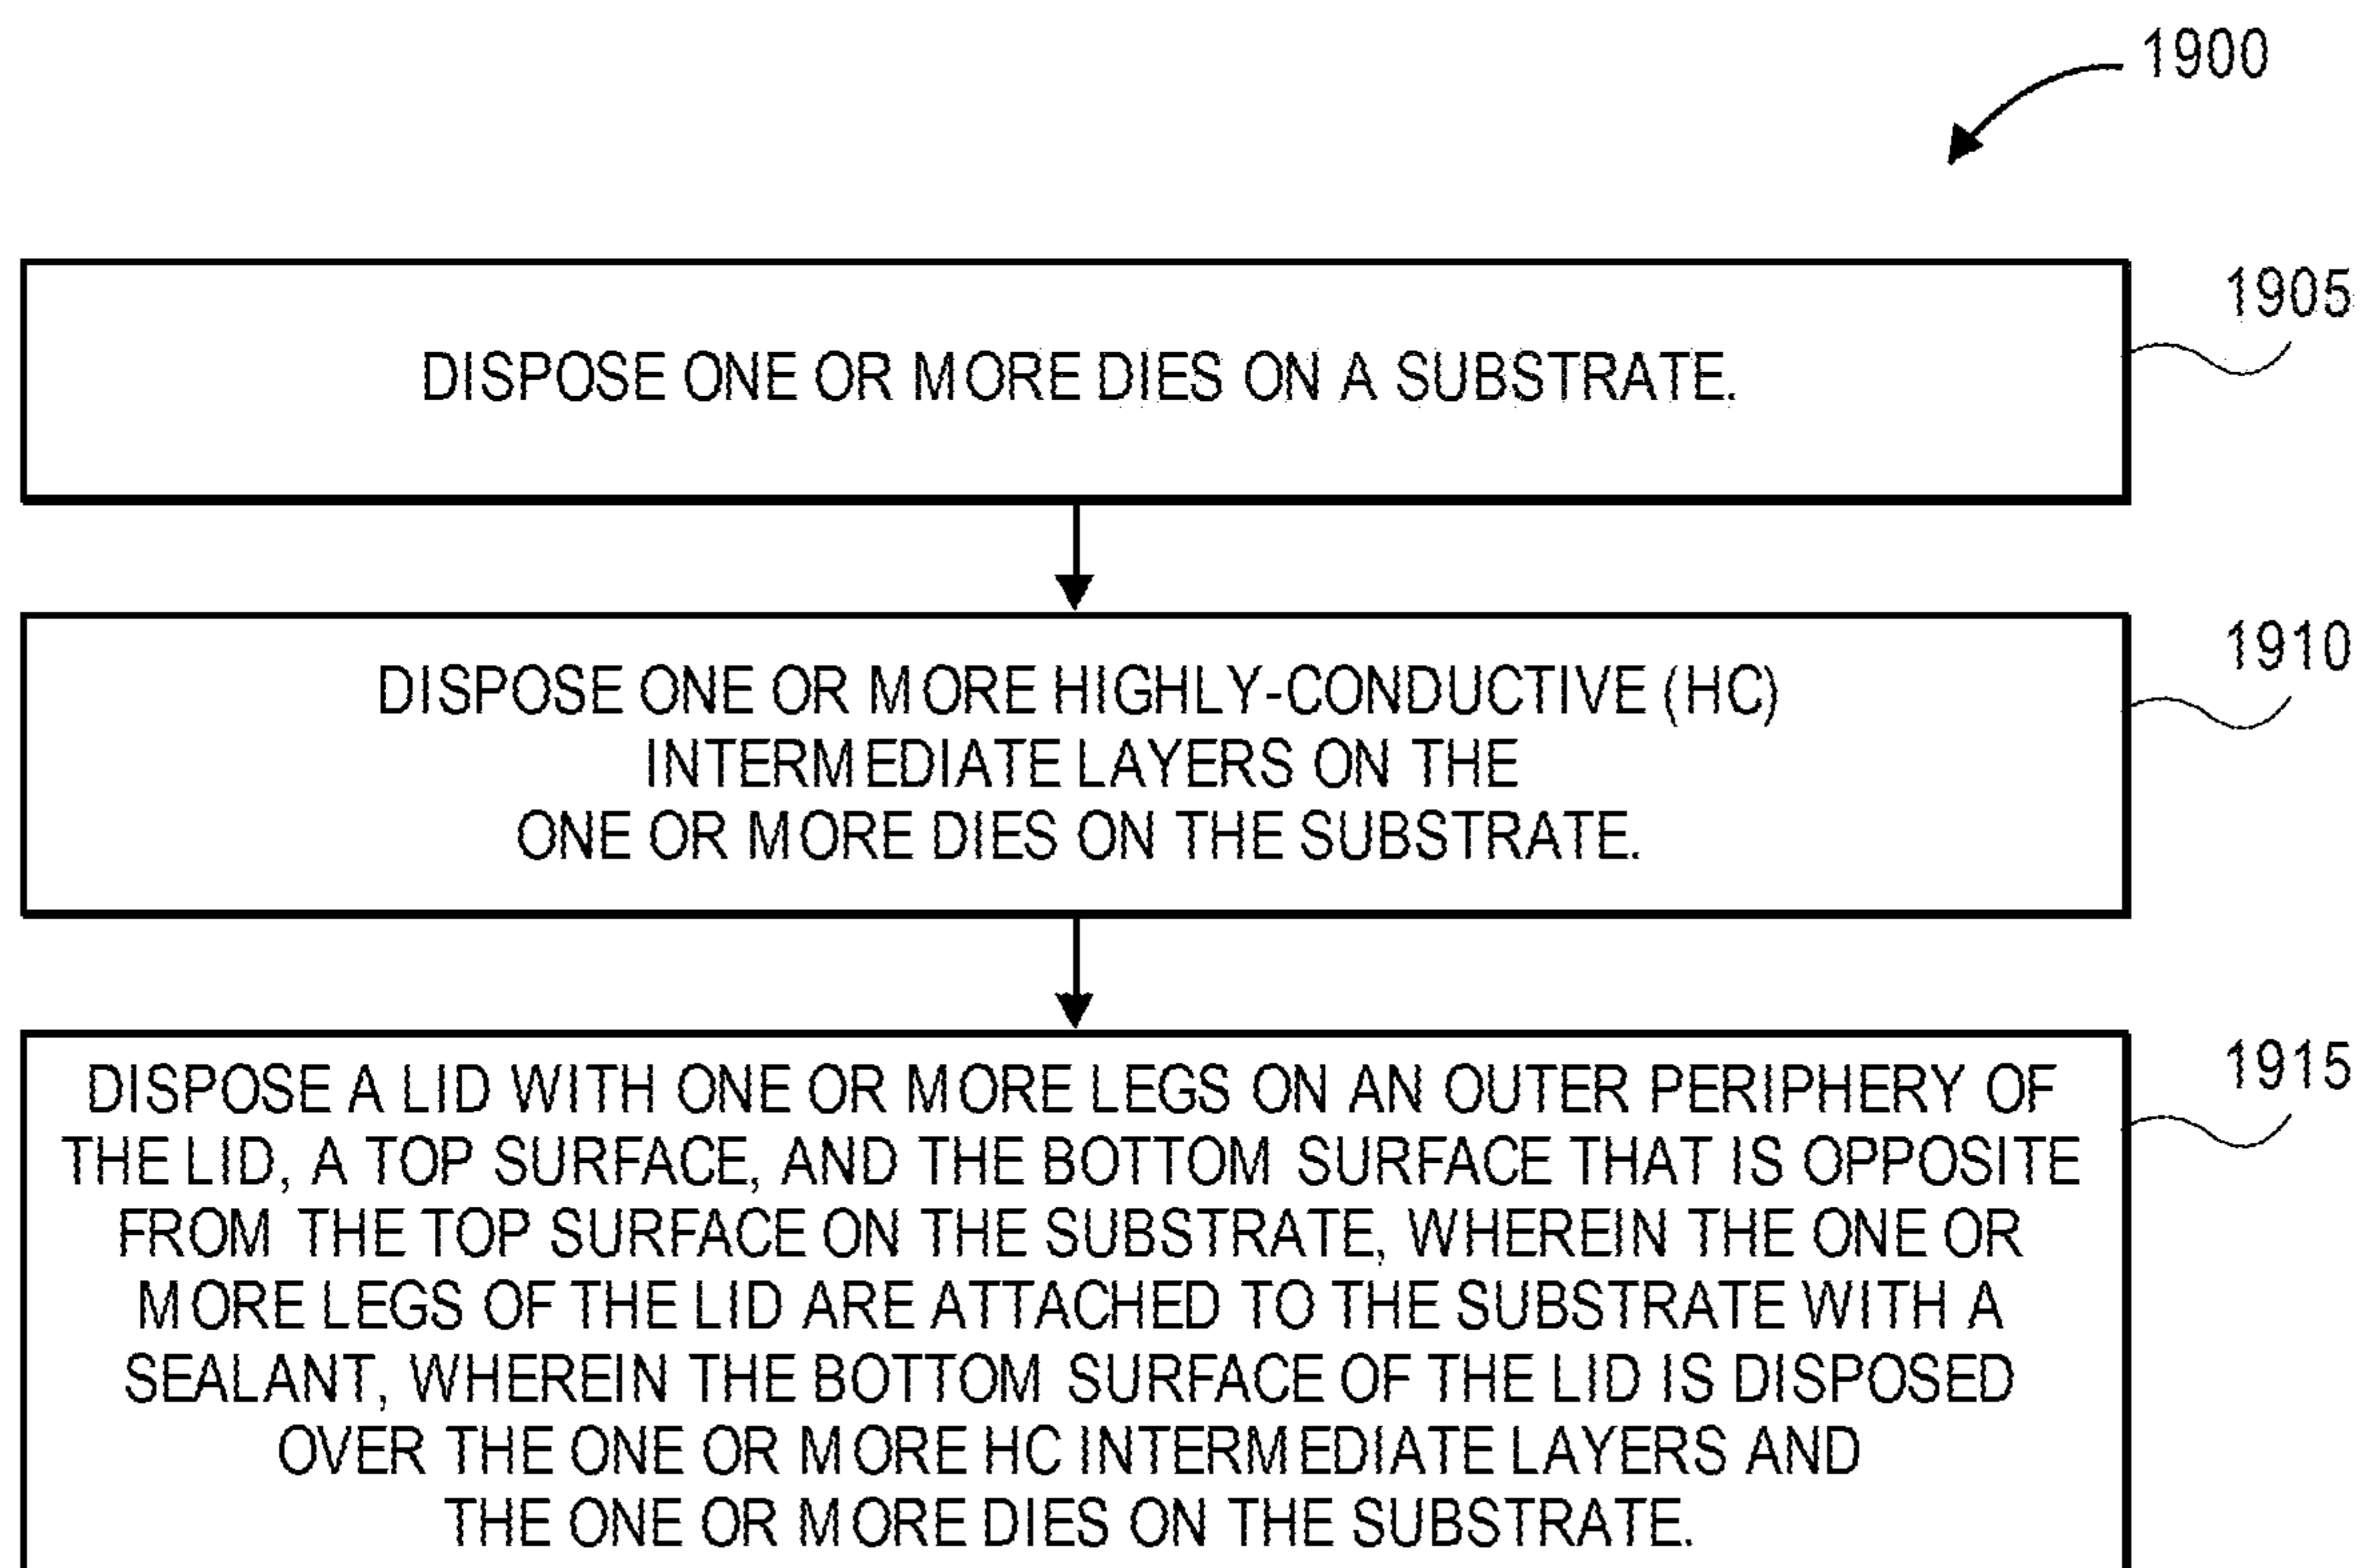 1900
1905
DISPOSE ONE OR MORE DIES ON A SUBSTRATE.
1910
DISPOSE ONE OR MORE HIGHLY-CONDUCTIVE (HC)
INTERMEDIATE LAYERS ON THE
ONE OR MORE DIES ON THE SUBSTRATE.
1915
DISPOSE A LID WITH ONE OR MORE LEGS ON AN OUTER PERIPHERY OF
THE LID, A TOP SURFACE, AND THE BOTTOM SURFACE THAT IS OPPOSITE
FROM THE TOP SURFACE ON THE SUBSTRATE, WHEREIN THE ONE OR
MORE LEGS OF THE LID ARE ATTACHED TO THE SUBSTRATE WITH A
SEALANT, WHEREIN THE BOTTOM SURFACE OF THE LID IS DISPOSED
OVER THE ONE OR MORE HC INTERMEDIATE LAYERS AND
THE ONE OR MORE DIES ON THE SUBSTRATE.